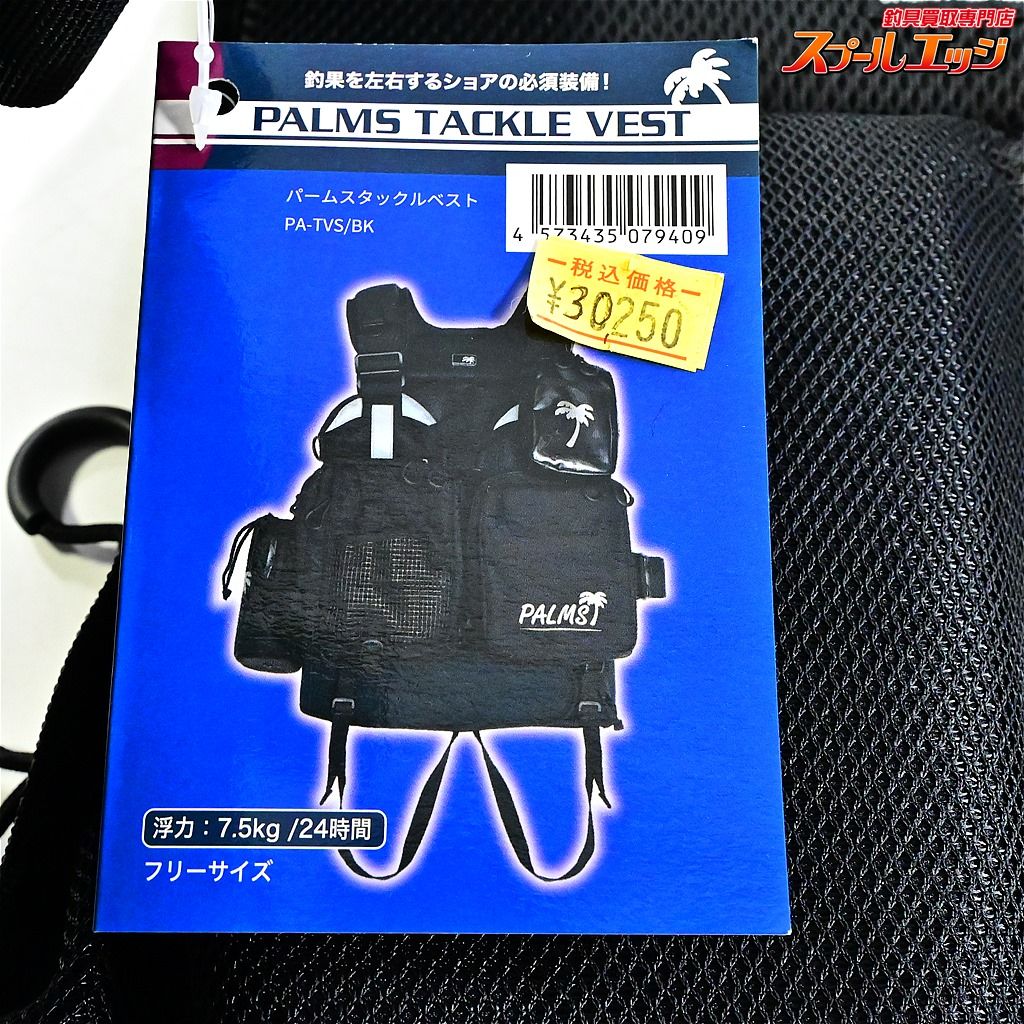 釣具買取専門店
スプールエッジ
釣果を左右するショアの必須装備！
PALMS TACKLE VEST
パームスタックルベスト
PA-TVS/BK
4 573435 079409
税込価格
¥30250
PALMS
浮力：7.5kg /24時間
フリーサイズ